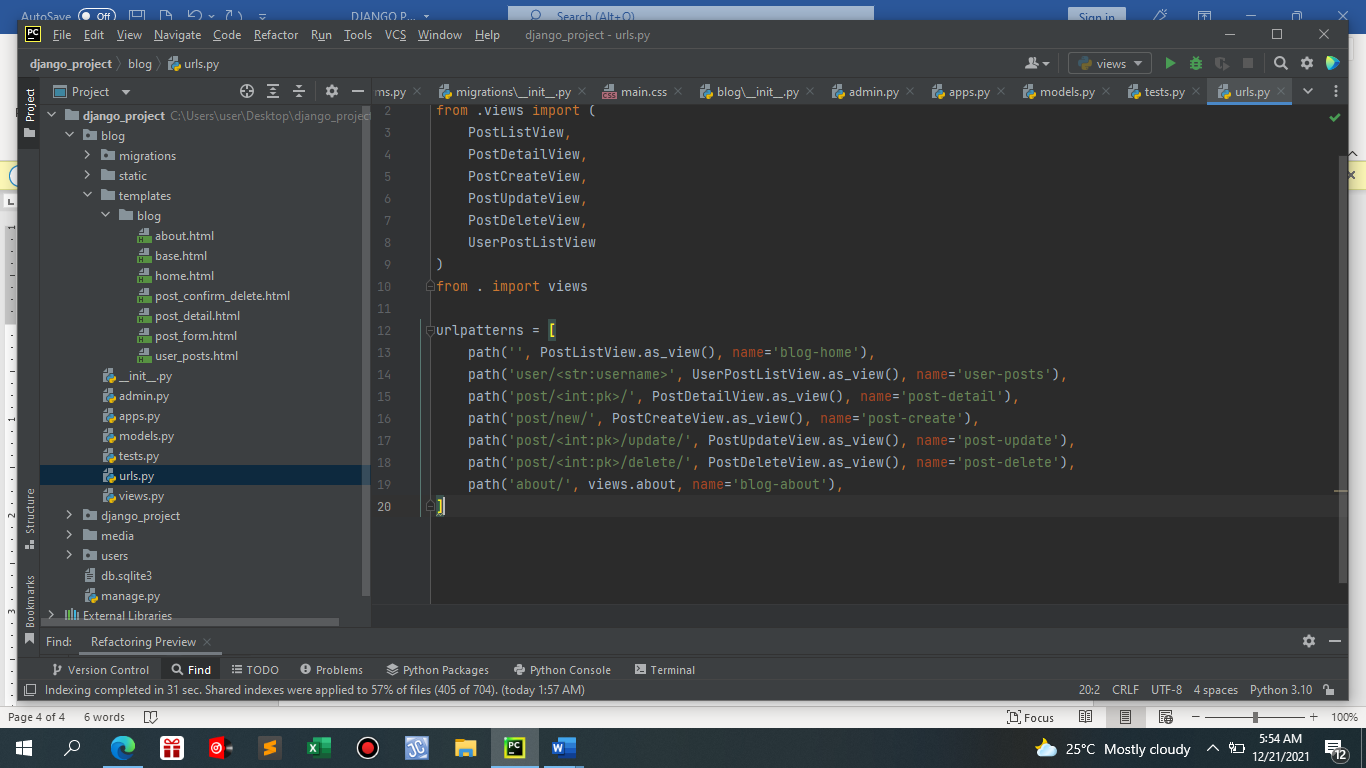 AutoSave Off DJANGO P... Search (Alt+Q) Sign in
PC File Edit View Navigate Code Refactor Run Tools VCS Window Help django_project - urls.py
django_project blog urls.py views
Project ms.py migrations\__init__.py main.css blog\__init__.py admin.py apps.py models.py tests.py urls.py
Project
Structure
Bookmarks
django_project C:\Users\user\Desktop\django_project
blog
migrations
static
templates
blog
about.html
base.html
home.html
post_confirm_delete.html
post_detail.html
post_form.html
user_posts.html
__init__.py
admin.py
apps.py
models.py
tests.py
urls.py
views.py
django_project
media
users
db.sqlite3
manage.py
External Libraries
2 from .views import (
3 PostListView,
4 PostDetailView,
5 PostCreateView,
6 PostUpdateView,
7 PostDeleteView,
8 UserPostListView
9 )
10 from . import views
11
12 urlpatterns = [
13 path('', PostListView.as_view(), name='blog-home'),
14 path('user/<str:username>', UserPostListView.as_view(), name='user-posts'),
15 path('post/<int:pk>/', PostDetailView.as_view(), name='post-detail'),
16 path('post/new/', PostCreateView.as_view(), name='post-create'),
17 path('post/<int:pk>/update/', PostUpdateView.as_view(), name='post-update'),
18 path('post/<int:pk>/delete/', PostDeleteView.as_view(), name='post-delete'),
19 path('about/', views.about, name='blog-about'),
20 ]
Find: Refactoring Preview
Version Control Find TODO Problems Python Packages Python Console Terminal
Indexing completed in 31 sec. Shared indexes were applied to 57% of files (405 of 704). (today 1:57 AM) 20:2 CRLF UTF-8 4 spaces Python 3.10
Page 4 of 4 6 words Focus 100%
25°C Mostly cloudy 5:54 AM
12/21/2021 12